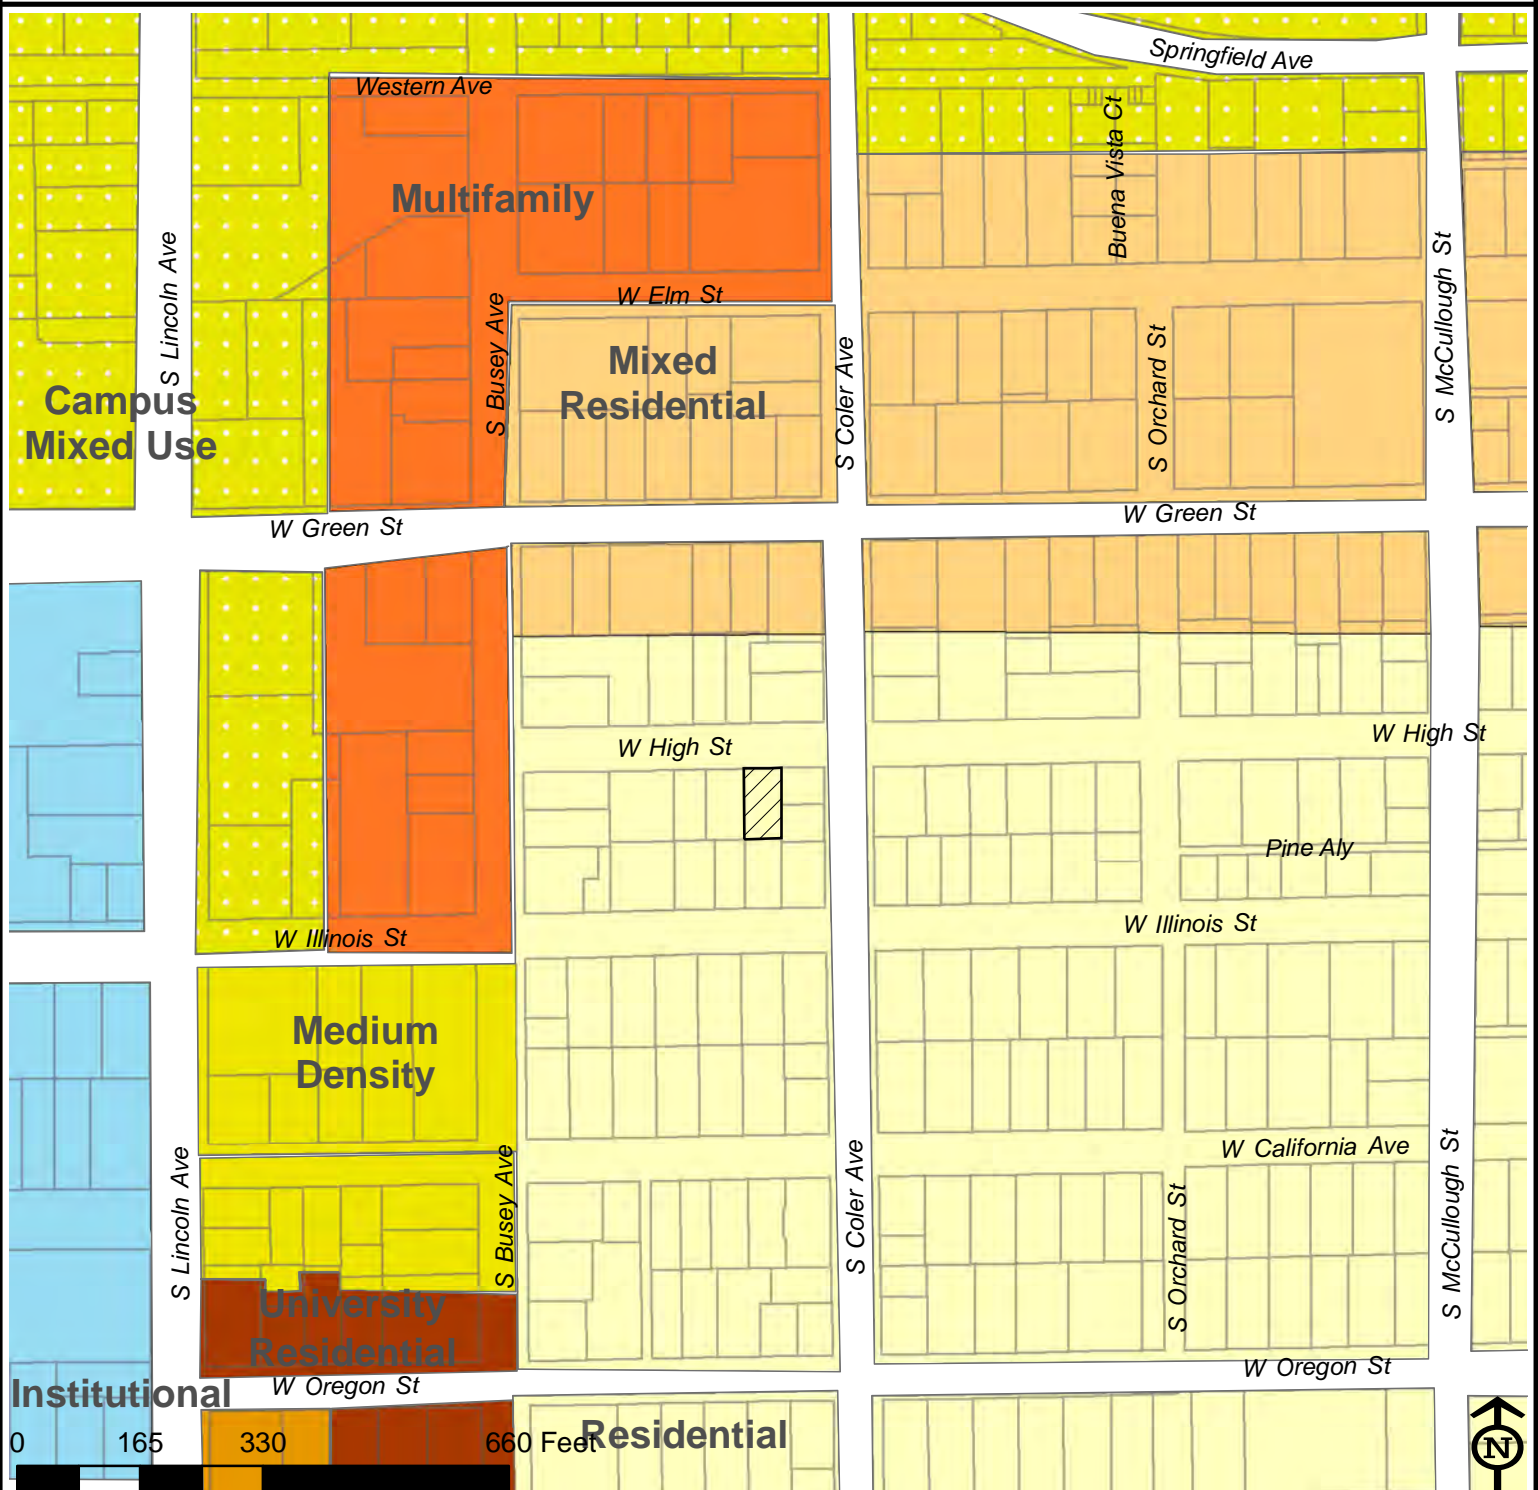 Springfield Ave
Western Ave
Buena Vista Ct
Multifamily
S Lincoln Ave
S McCullough St
W Elm St
S Busey Ave
Mixed
Residential
S Coler Ave
S Orchard St
Campus
Mixed Use
W Green St
W Green St
W High St
W High St
Pine Aly
W Illinois St
W Illinois St
Medium
Density
W California Ave
S Lincoln Ave
S Busey Ave
S Coler Ave
S Orchard St
S McCullough St
University
Residential
W Oregon St
W Oregon St
Institutional
Residential
0 165 330 660 Feet
N